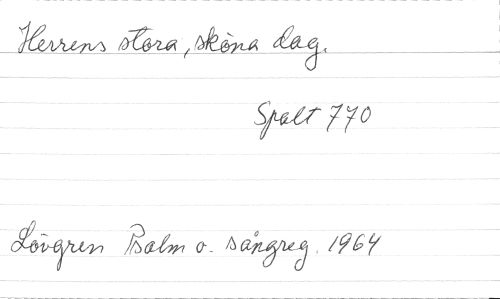 Herrens stora, sköna dag.
Spalt 770
Lövgren Psalm o. sångreg. 1964